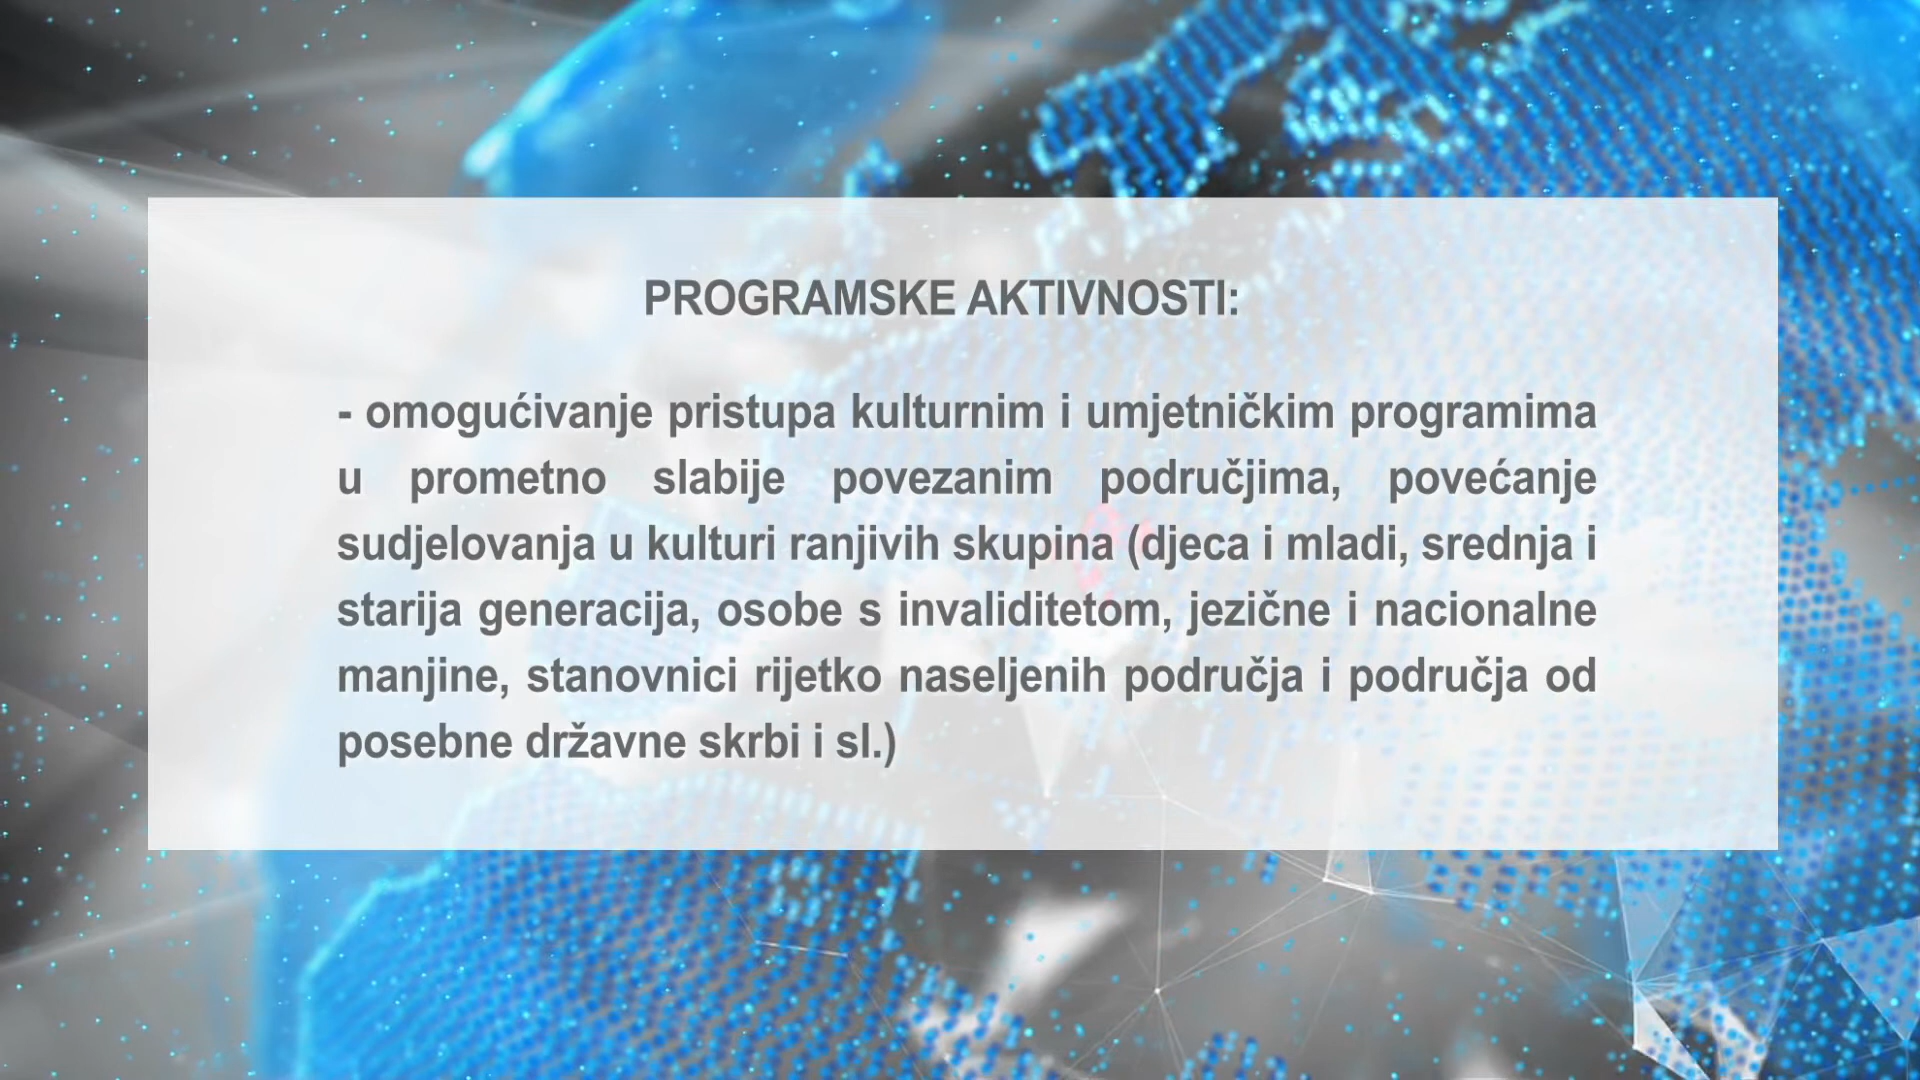 PROGRAMSKE AKTIVNOSTI:
- omogućivanje pristupa kulturnim i umjetničkim programima
u prometno slabije povezanim područjima, povećanje
sudjelovanja u kulturi ranjivih skupina (djeca i mladi, srednja i
starija generacija, osobe s invaliditetom, jezične i nacionalne
manjine, stanovnici rijetko naseljenih područja i područja od
posebne državne skrbi i sl.)